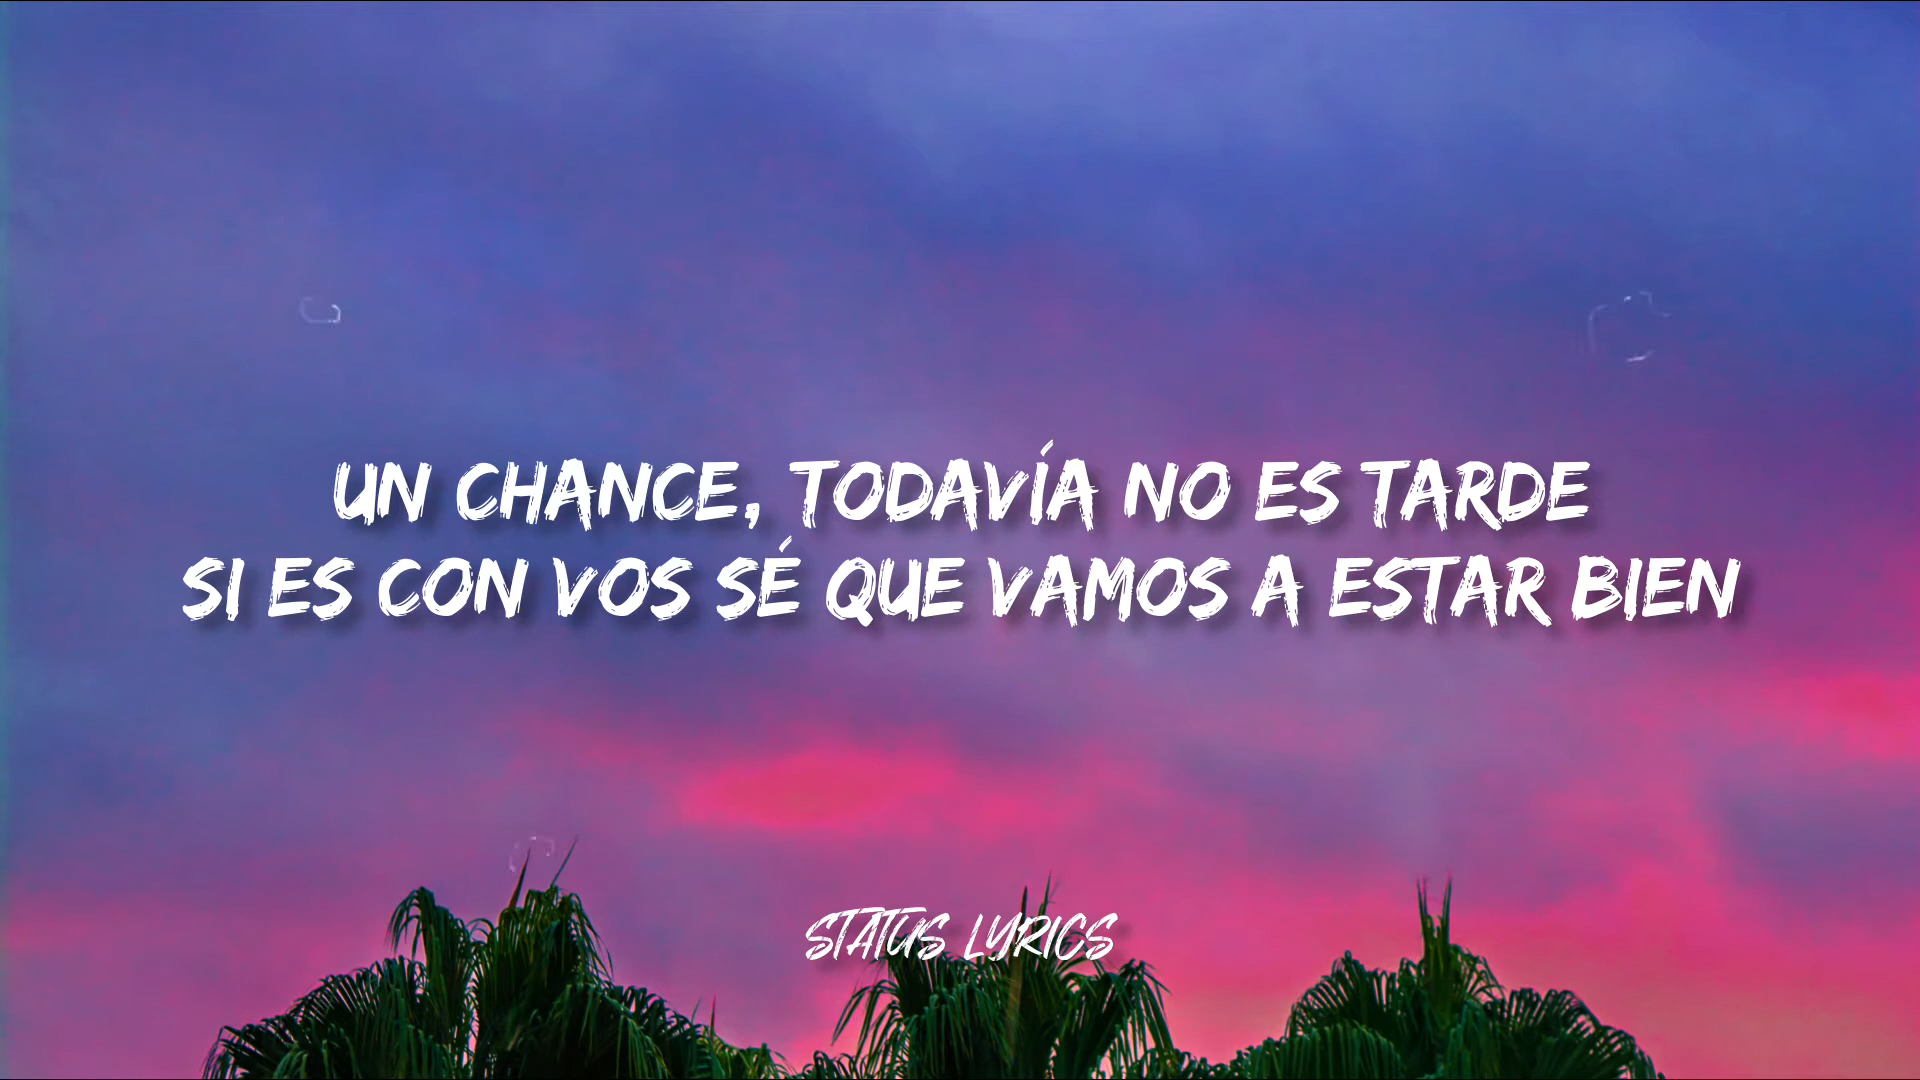 UN CHANCE, TODAVÍA NO ES TARDE
SI ES CON VOS SÉ QUE VAMOS A ESTAR BIEN
STATUS LYRICS